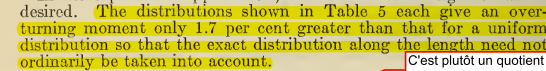 desired. The distributions shown in Table 5 each give an over-
turning moment only 1.7 per cent greater than that for a uniform
distribution so that the exact distribution along the length need not
ordinarily be taken into account.
C'est plutôt un quotient